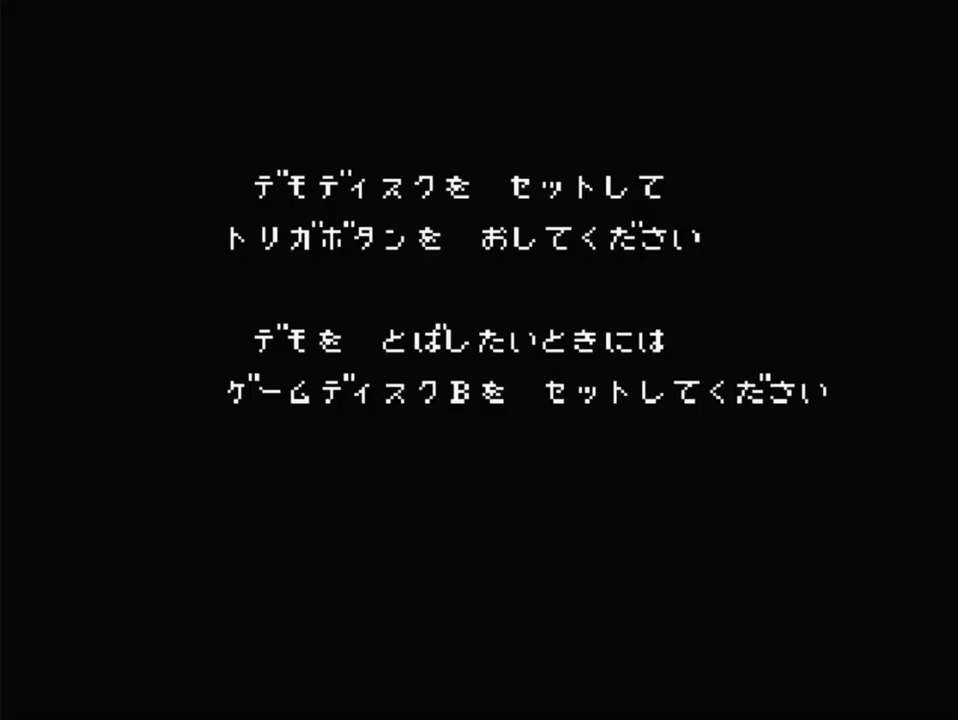 デモディスクを セットして
トリガボタンを おしてください
デモを とばしたいときには
ゲームディスクBを セットしてください